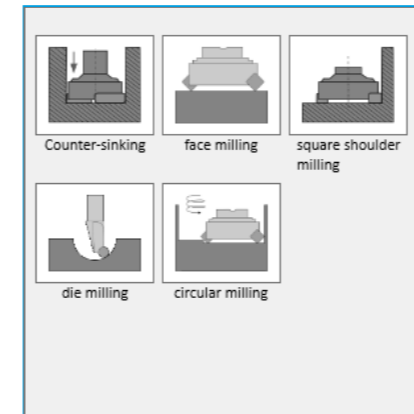 Counter-sinking
face milling
square shoulder
milling
die milling
circular milling